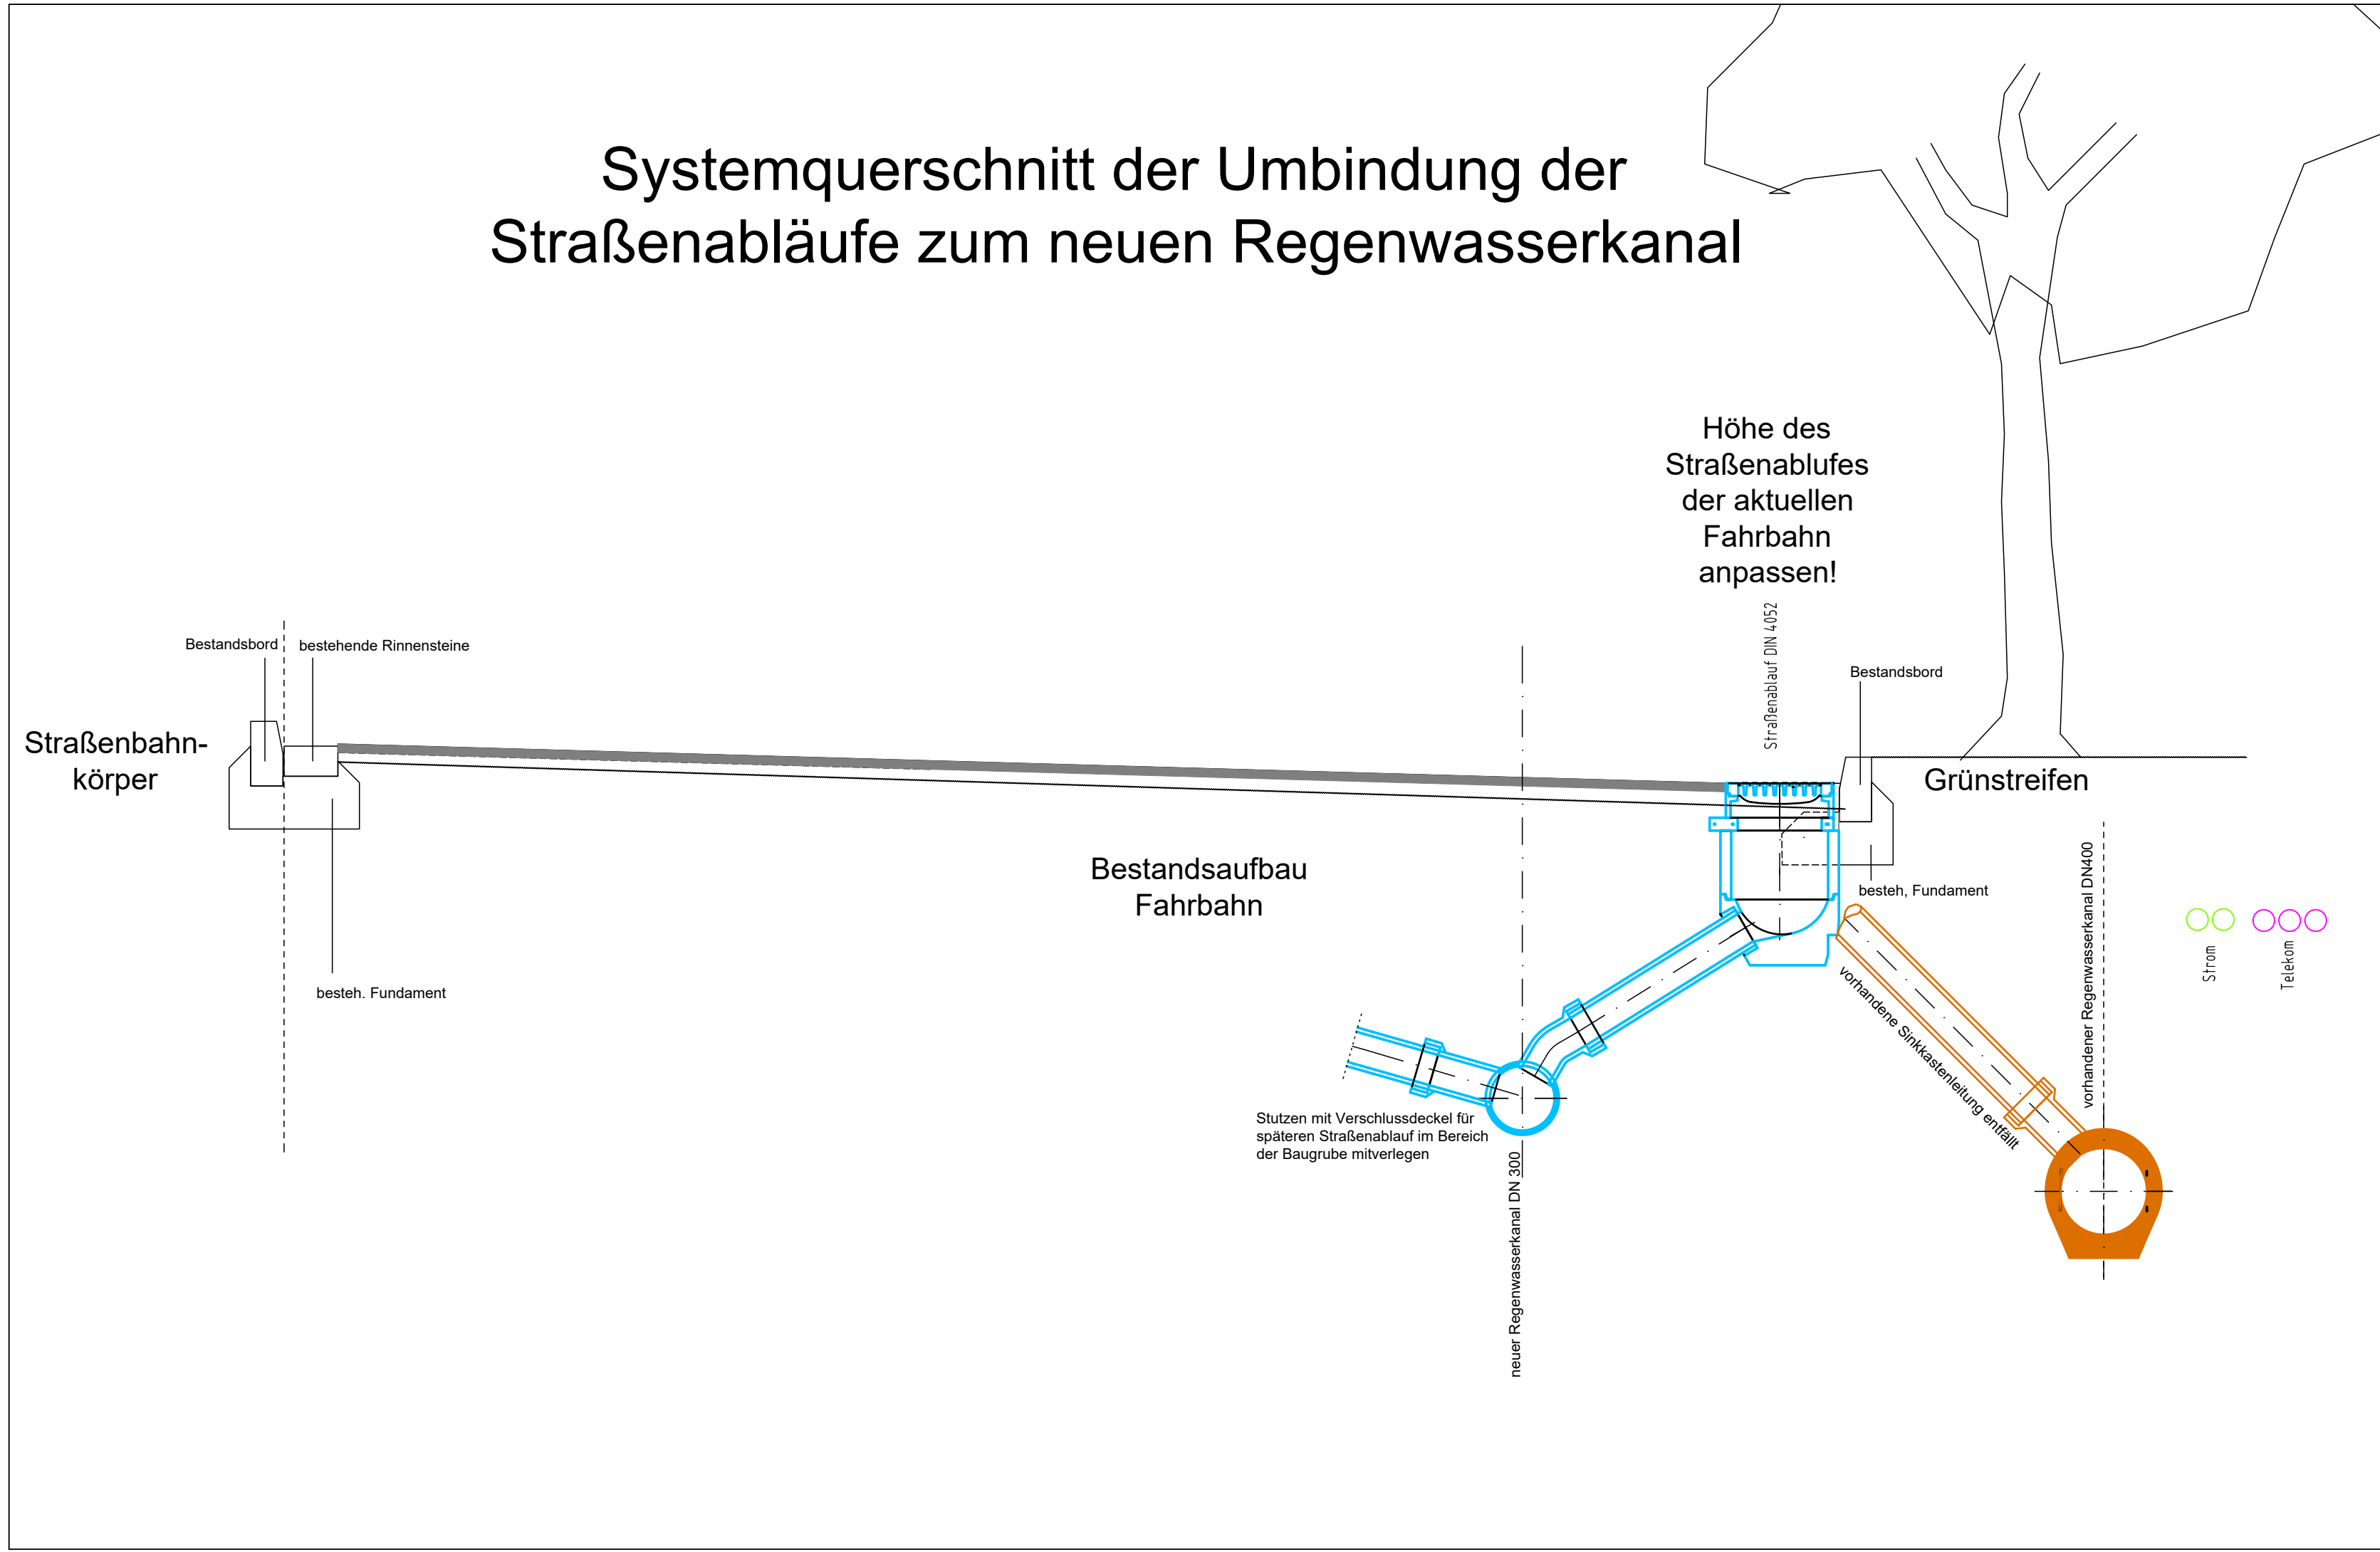 Systemquerschnitt der Umbindung der
Straßenabläufe zum neuen Regenwasserkanal
Höhe des
Straßenablufes
der aktuellen
Fahrbahn
anpassen!
Straßenablauf DIN 4052
Bestandsbord
bestehende Rinnensteine
Bestandsbord
Straßenbahn-
körper
Grünstreifen
Bestandsaufbau
Fahrbahn
besteh, Fundament
besteh. Fundament
vorhandener Regenwasserkanal DN400
Strom
Telekom
vorhandene Sinkkastenleitung entfällt
Stutzen mit Verschlussdeckel für
späteren Straßenablauf im Bereich
der Baugrube mitverlegen
neuer Regenwasserkanal DN 300